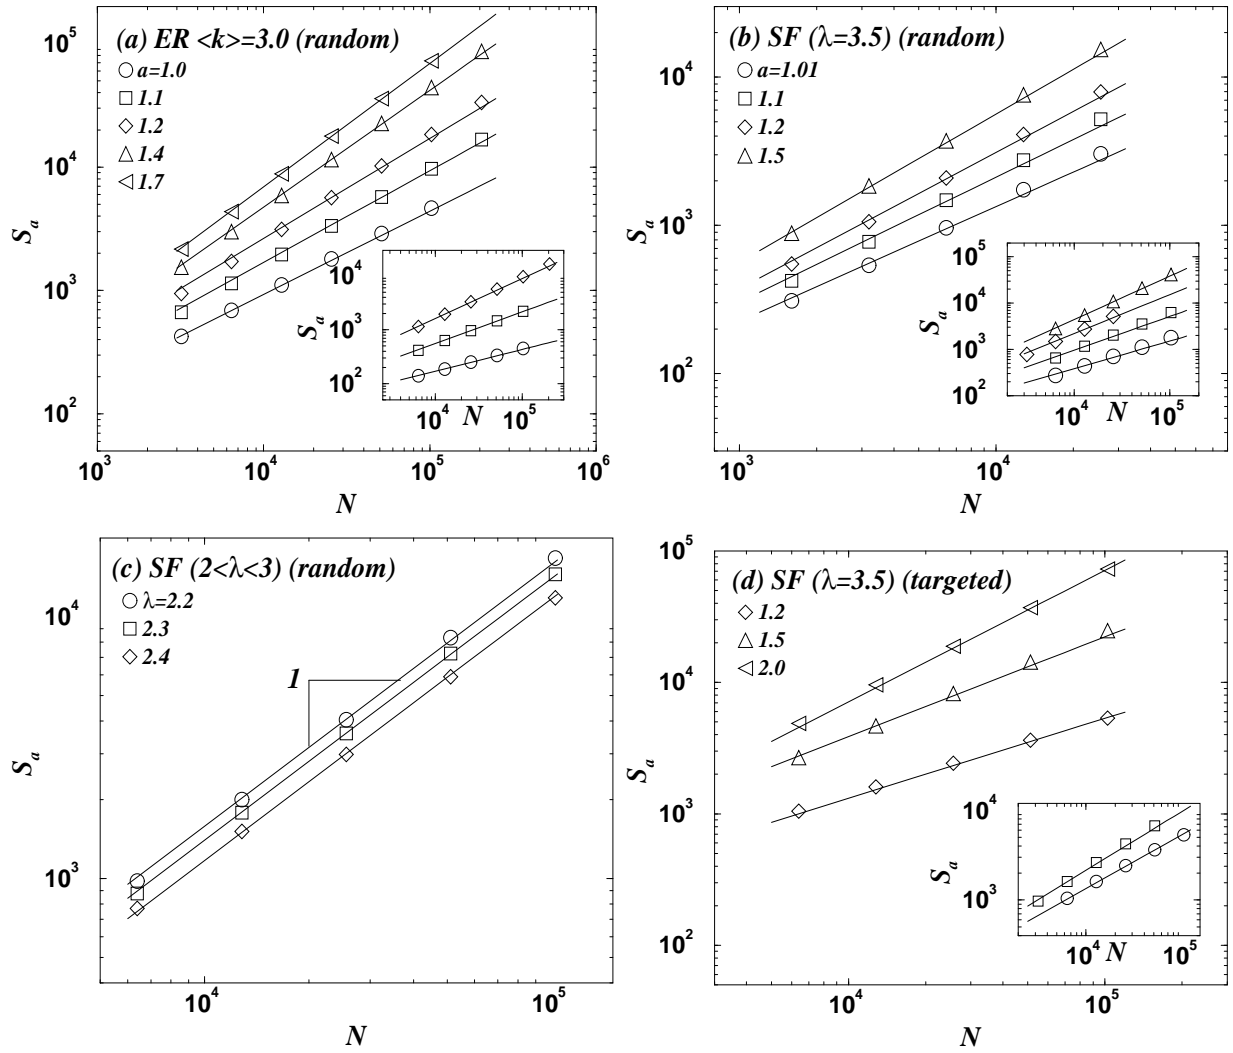 (a) ER <k>=3.0 (random)
a=1.0
1.1
1.2
1.4
1.7
10^5
10^4
10^3
10^2
S_a
10^3 10^4 10^5 10^6
N
10^4
10^3
10^2
S_a
10^4 N 10^5
(b) SF (λ=3.5) (random)
a=1.01
1.1
1.2
1.5
10^4
10^3
10^2
S_a
10^3 10^4
N
10^5
10^4
10^3
10^2
S_a
10^4 N 10^5
(c) SF (2<λ<3) (random)
λ=2.2
2.3
2.4
1
10^4
10^3
S_a
10^4 10^5
N
(d) SF (λ=3.5) (targeted)
1.2
1.5
2.0
10^5
10^4
10^3
10^2
S_a
10^4 10^5
N
10^4
10^3
S_a
10^4 N 10^5